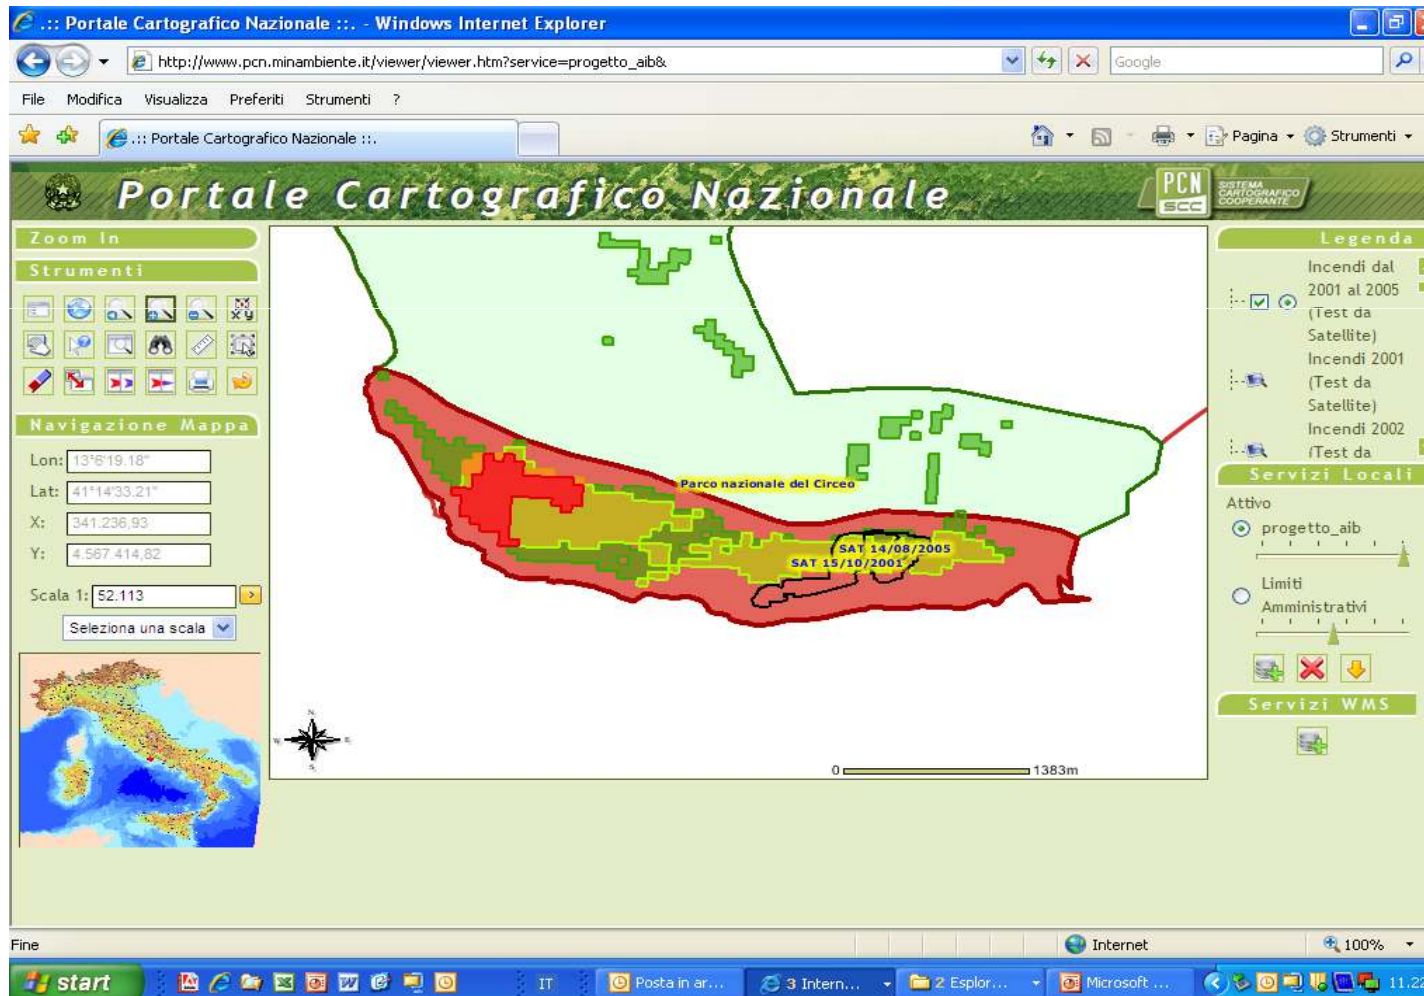 .:: Portale Cartografico Nazionale ::. - Windows Internet Explorer
http://www.pcn.minambiente.it/viewer/viewer.htm?service=progetto_aib&
Google
File Modifica Visualizza Preferiti Strumenti ?
.:: Portale Cartografico Nazionale ::.
Pagina
Strumenti
Portale Cartografico Nazionale
PCN
SCC
SISTEMA
CARTOGRAFICO
COOPERANTE
Zoom In
Strumenti
Navigazione Mappa
Lon: 13°6'19.18"
Lat: 41°14'33.21"
X: 341.236,93
Y: 4.567.414,82
Scala 1: 52.113
Seleziona una scala
Parco nazionale del Circeo
SAT 14/08/2005
SAT 15/10/2001
0 1383m
Legenda
Incendi dal
2001 al 2005
(Test da
Satellite)
Incendi 2001
(Test da
Satellite)
Incendi 2002
(Test da
Servizi Locali
Attivo
progetto_aib
Limiti
Amministrativi
Servizi WMS
Fine
Internet
100%
start
IT
Posta in ar...
3 Intern...
2 Esplor...
Microsoft ...